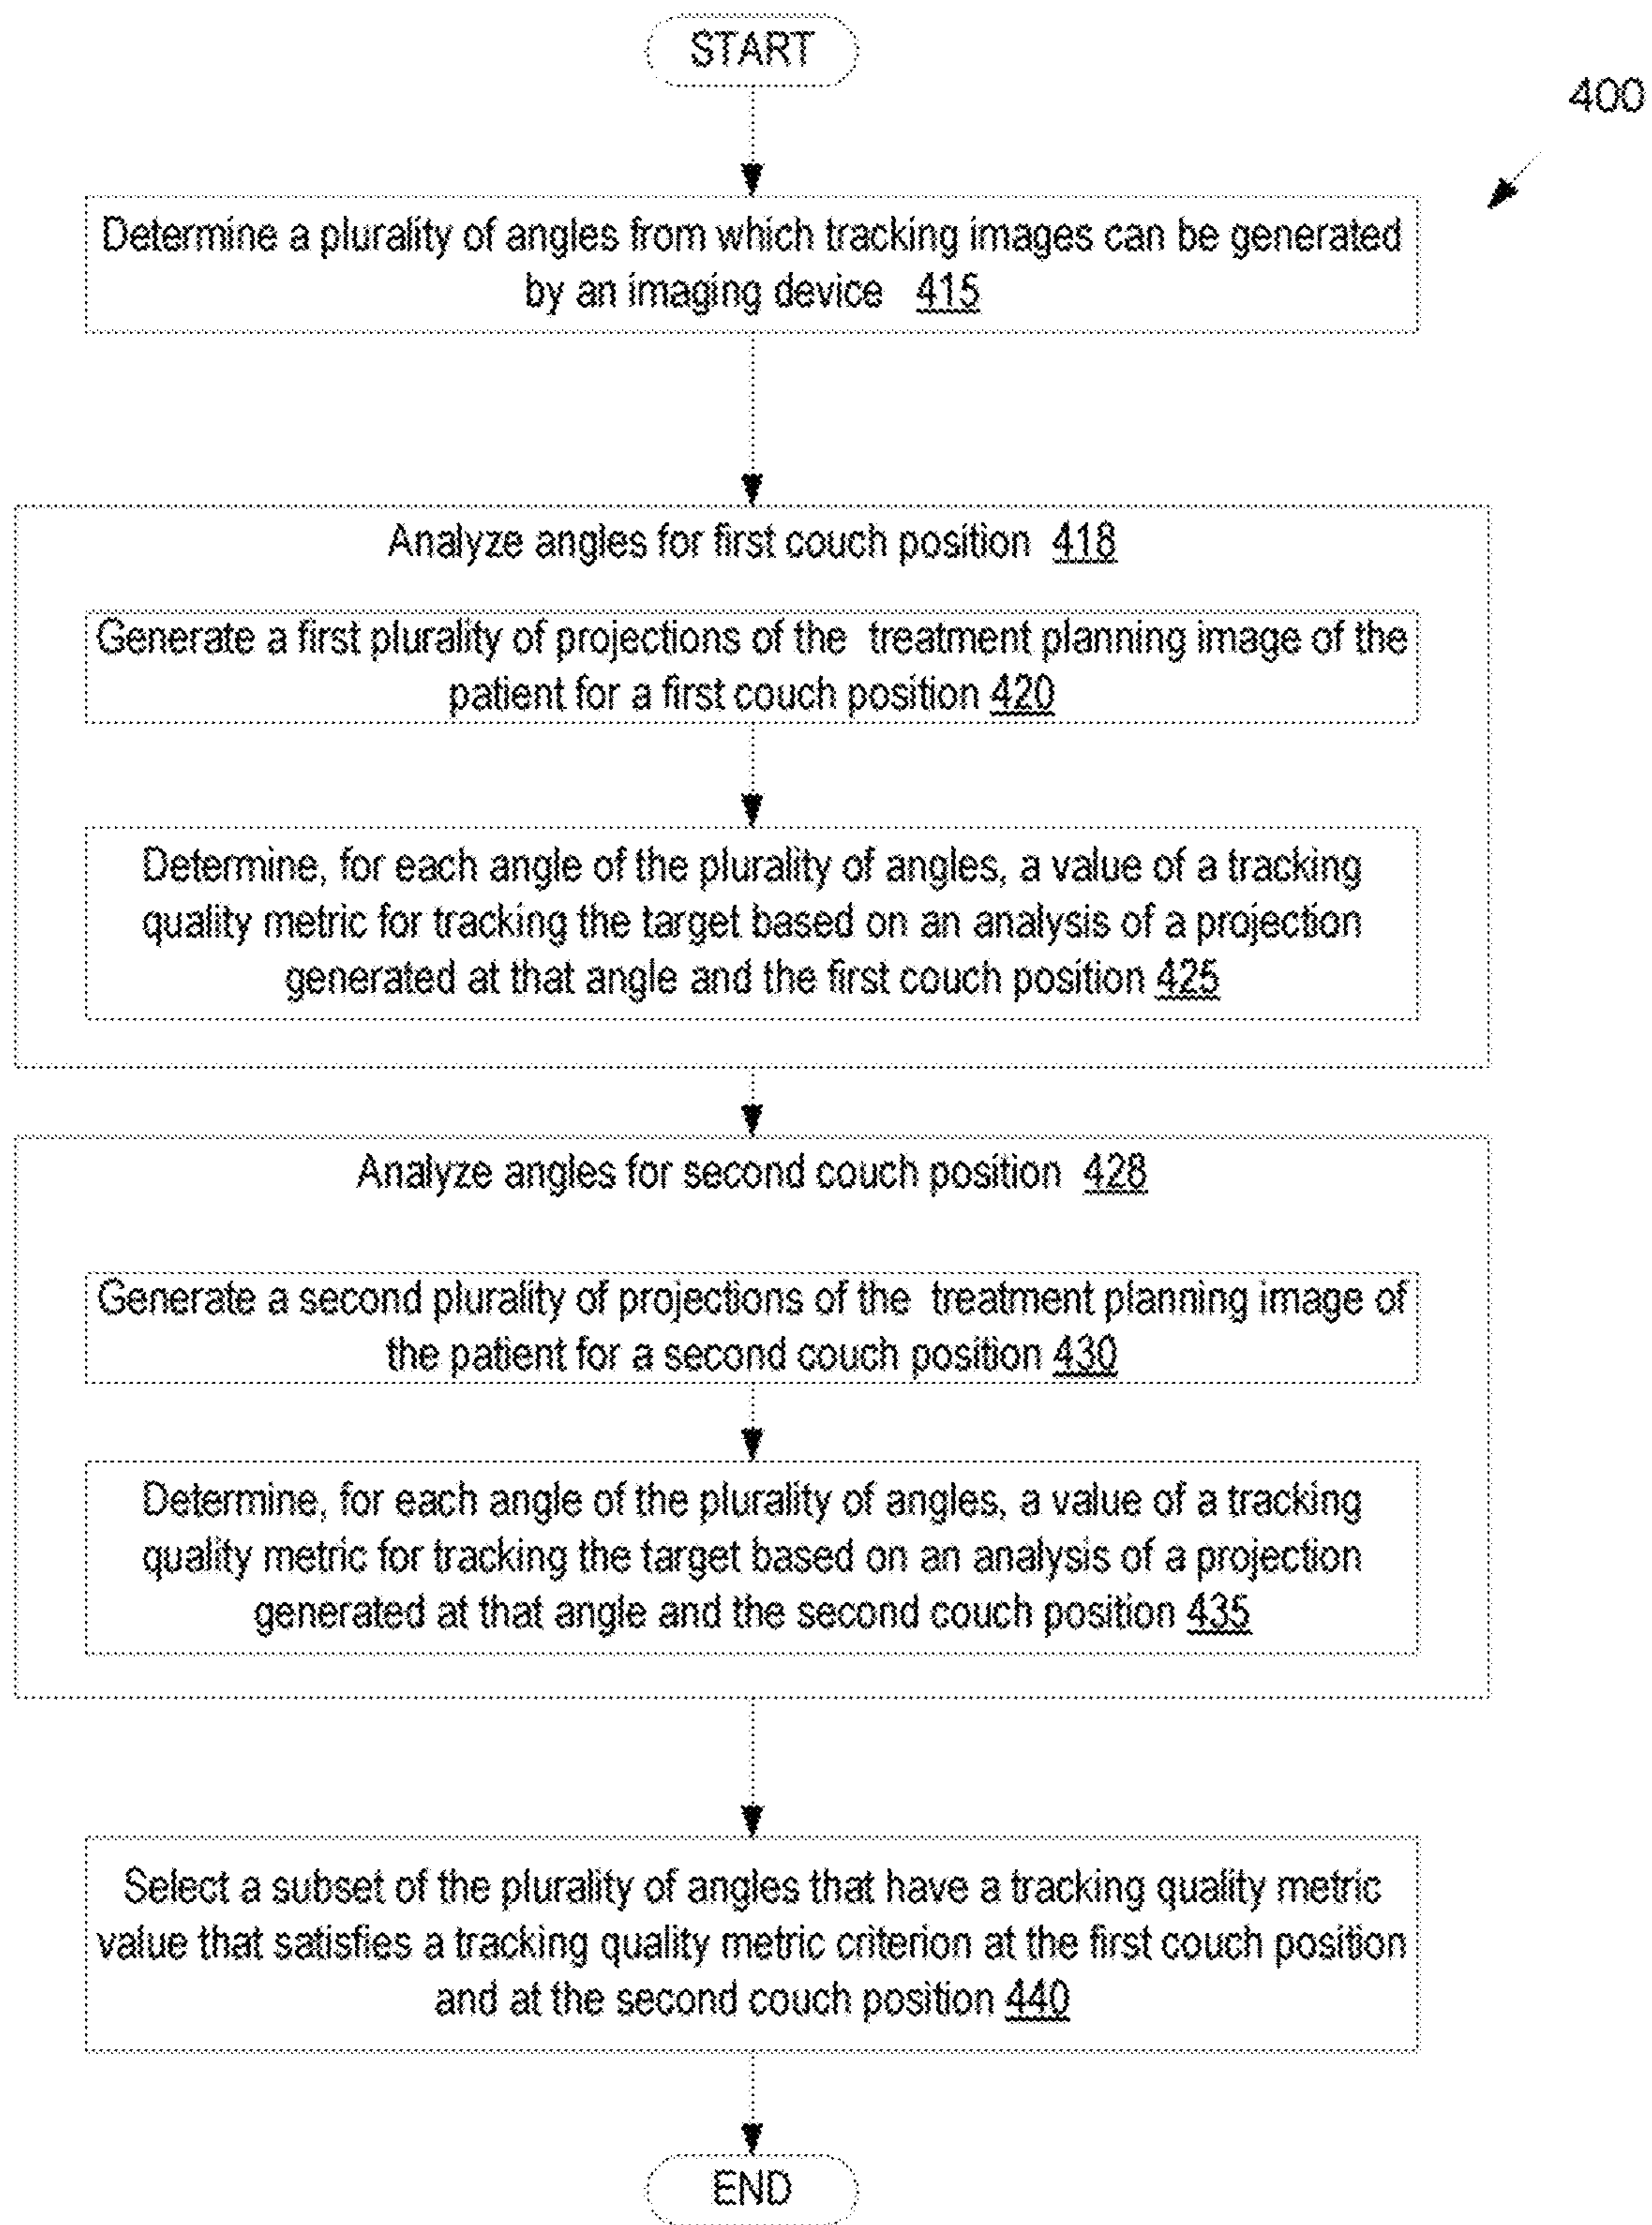 START
400
Determine a plurality of angles from which tracking images can be generated
by an imaging device 415
Analyze angles for first couch position 418
Generate a first plurality of projections of the treatment planning image of the
patient for a first couch position 420
Determine, for each angle of the plurality of angles, a value of a tracking
quality metric for tracking the target based on an analysis of a projection
generated at that angle and the first couch position 425
Analyze angles for second couch position 428
Generate a second plurality of projections of the treatment planning image of
the patient for a second couch position 430
Determine, for each angle of the plurality of angles, a value of a tracking
quality metric for tracking the target based on an analysis of a projection
generated at that angle and the second couch position 435
Select a subset of the plurality of angles that have a tracking quality metric
value that satisfies a tracking quality metric criterion at the first couch position
and at the second couch position 440
END